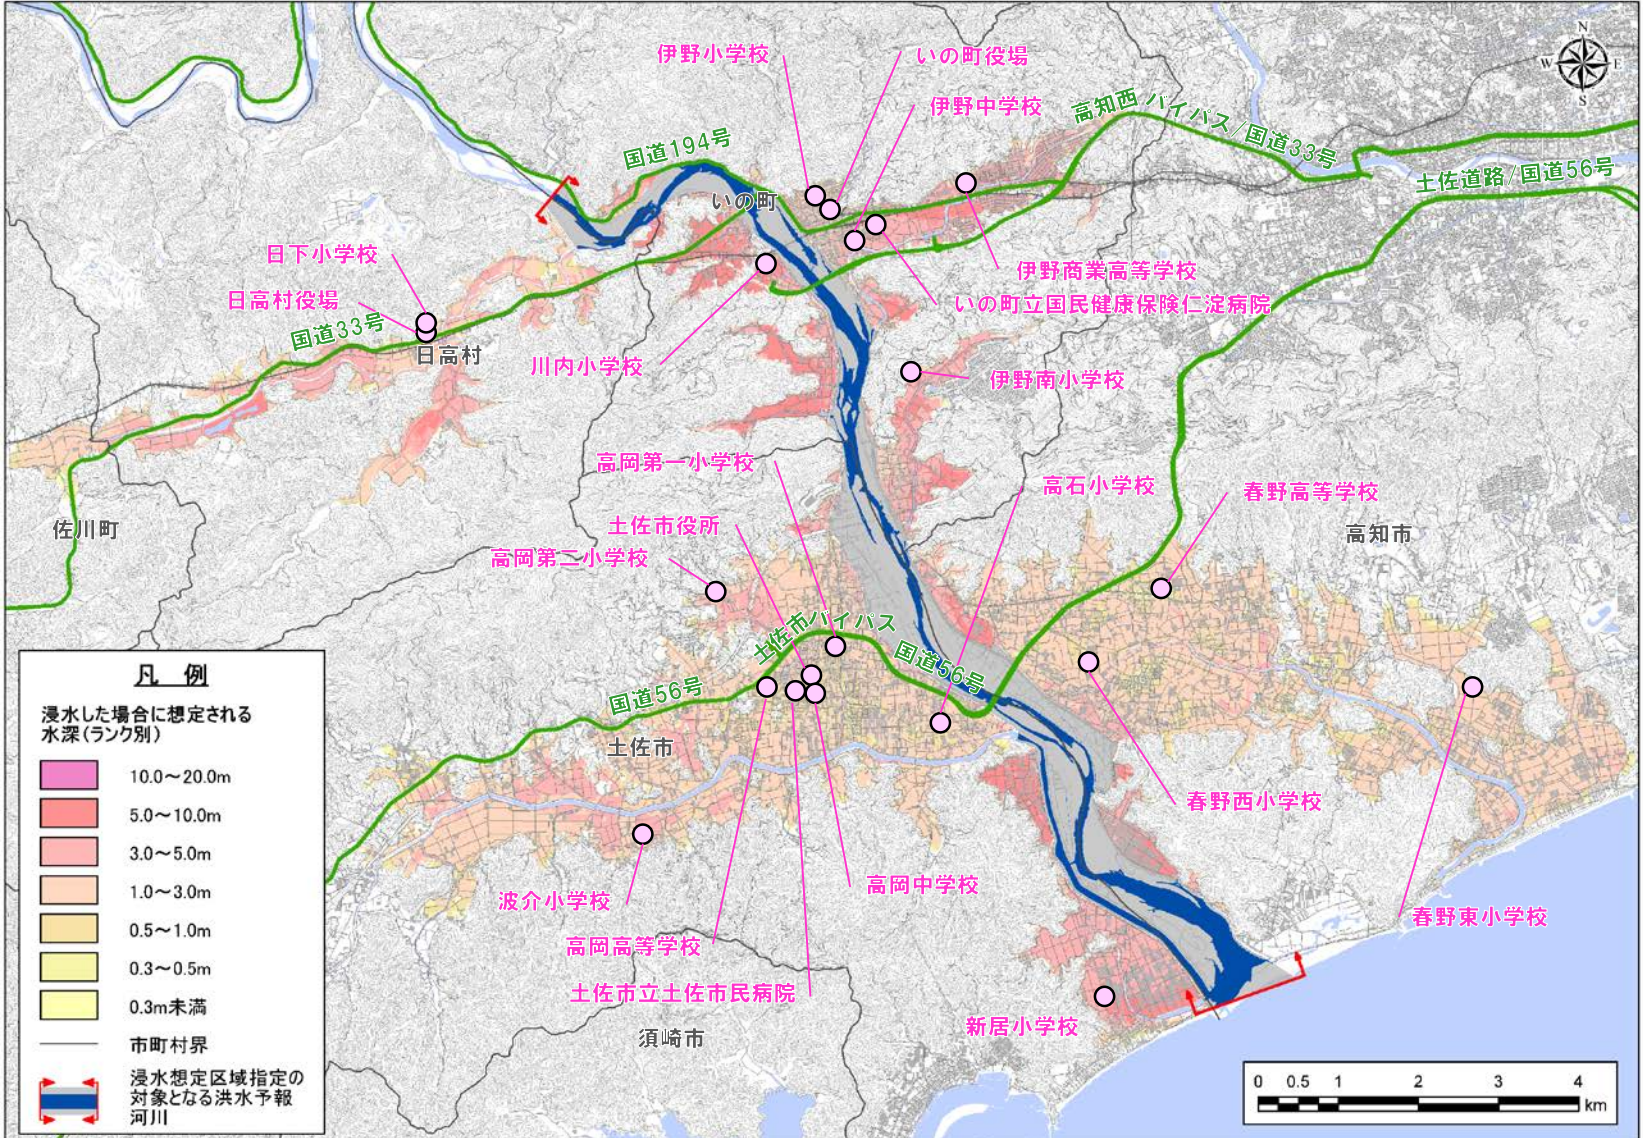 N
W
E
S
伊野小学校
いの町役場
伊野中学校
高知西 バイパス/国道33号
国道194号
土佐道路/国道56号
いの町
日下小学校
伊野商業高等学校
日高村役場
いの町立国民健康保険仁淀病院
国道33号
日高村
川内小学校
伊野南小学校
高岡第一小学校
高石小学校
春野高等学校
佐川町
土佐市役所
高知市
高岡第二小学校
土佐市バイパス
国道56号
国道56号
土佐市
春野西小学校
高岡中学校
波介小学校
春野東小学校
高岡高等学校
土佐市立土佐市民病院
新居小学校
須崎市
凡 例
浸水した場合に想定される
水深(ランク別)
10.0～20.0m
5.0～10.0m
3.0～5.0m
1.0～3.0m
0.5～1.0m
0.3～0.5m
0.3m未満
市町村界
浸水想定区域指定の
対象となる洪水予報
河川
0 0.5 1 2 3 4
km